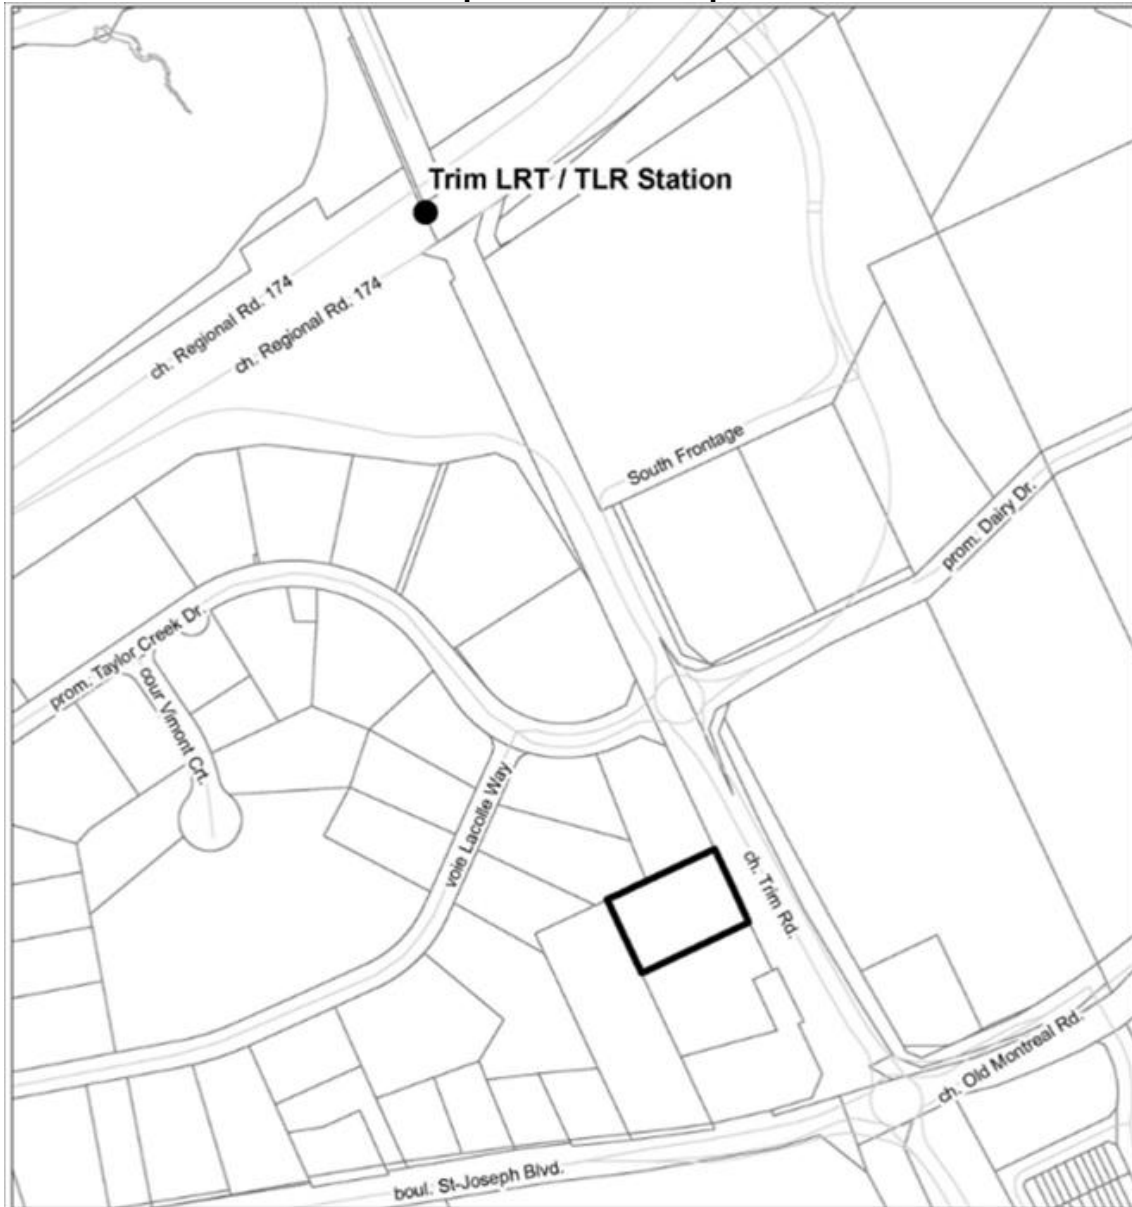 Trim LRT / TLR Station
ch. Regional Rd. 174
ch. Regional Rd. 174
South Frontage
prom. Dairy Dr.
prom. Taylor Creek Dr.
cour Vimont Crt.
voie Lacolle Way
ch. Trim Rd.
ch. Old Montreal Rd.
boul. St-Joseph Blvd.